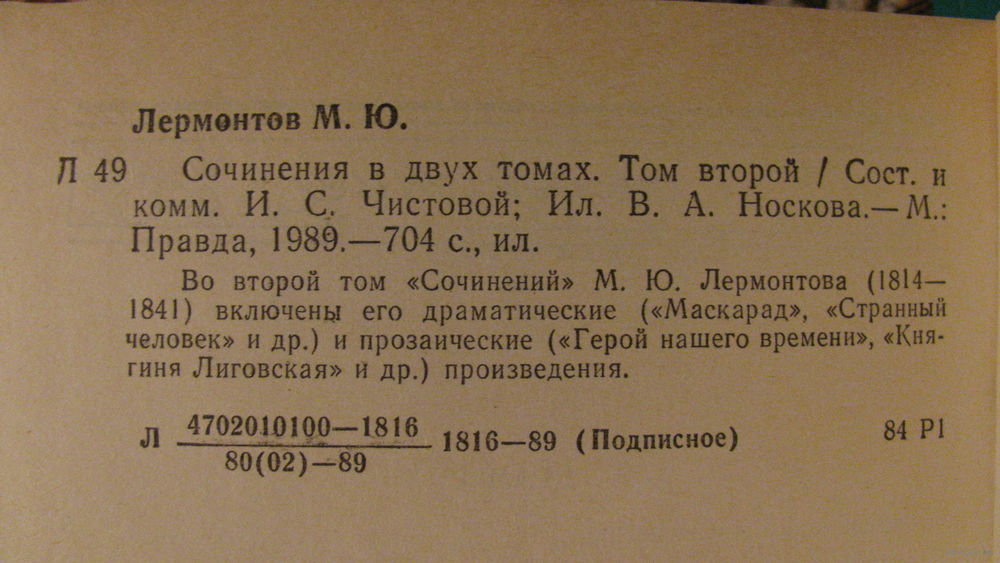 Лермонтов М. Ю.
Л 49 Сочинения в двух томах. Том второй / Сост. и
комм. И. С. Чистовой; Ил. В. А. Носкова.— М.:
Правда, 1989.—704 с., ил.
Во второй том «Сочинений» М. Ю. Лермонтова (1814—
1841) включены его драматические («Маскарад», «Странный
человек» и др.) и прозаические («Герой нашего времени», «Кня-
гиня Лиговская» и др.) произведения.
Л 4702010100—1816
80(02)—89
1816—89 (Подписное)
84 Р1